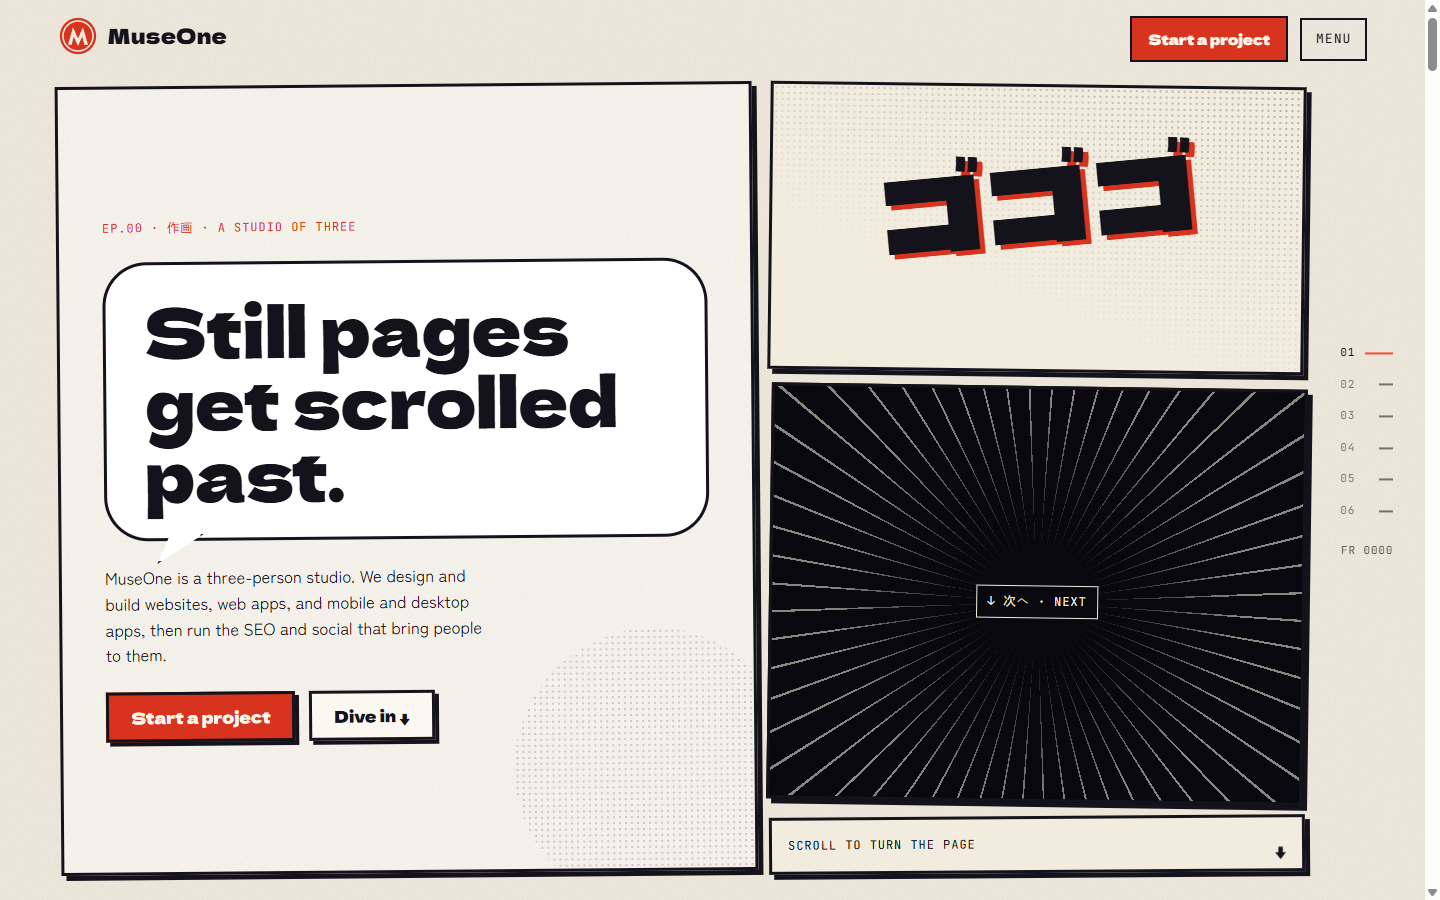 MuseOne
Start a project
MENU
EP.00 · 作画 · A STUDIO OF THREE
Still pages
get scrolled
past.
MuseOne is a three-person studio. We design and
build websites, web apps, and mobile and desktop
apps, then run the SEO and social that bring people
to them.
Start a project
Dive in ↓
ゴゴゴ
↓ 次へ · NEXT
SCROLL TO TURN THE PAGE ↓
01
02
03
04
05
06
FR 0000